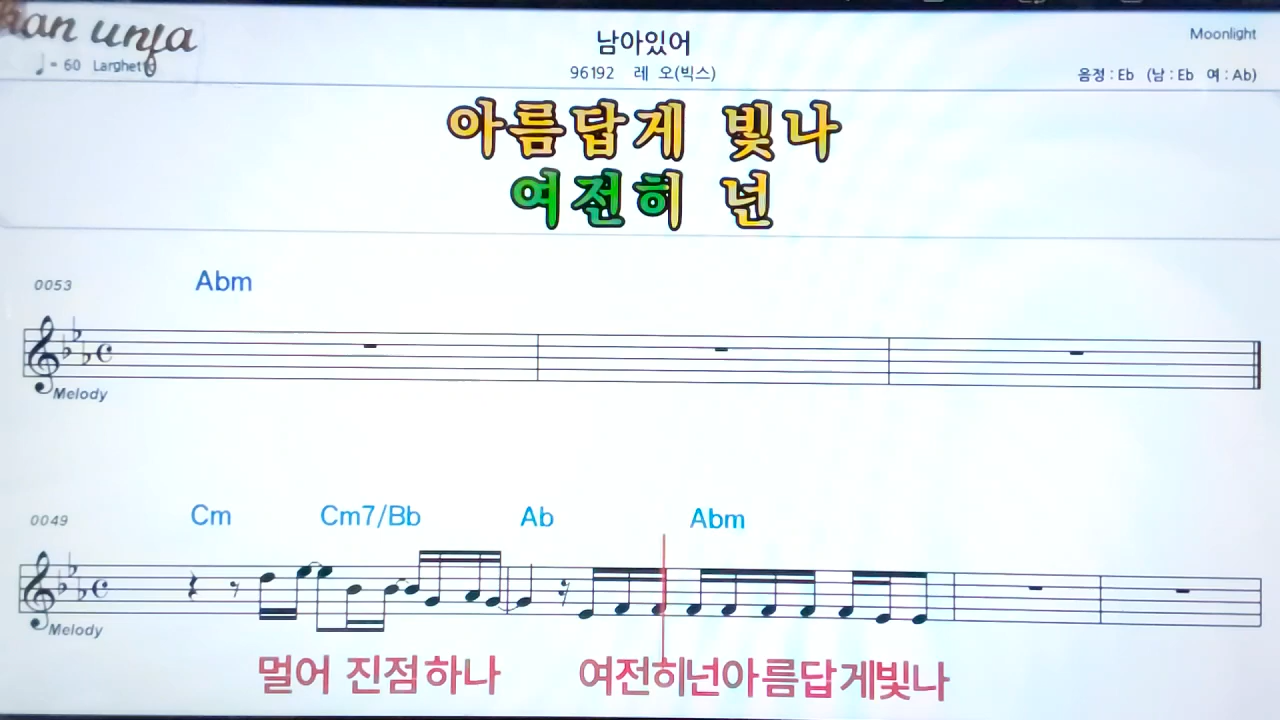 남아있어
Moonlight
♩= 60 Larghetto
96192 레 오(빅스)
음정 : Eb (남 : Eb 여 : Ab)
아름답게 빛나
여전히 넌
0053
Abm
Melody
0049
Cm Cm7/Bb Ab Abm
Melody
멀어 진점하나 여전히넌아름답게빛나